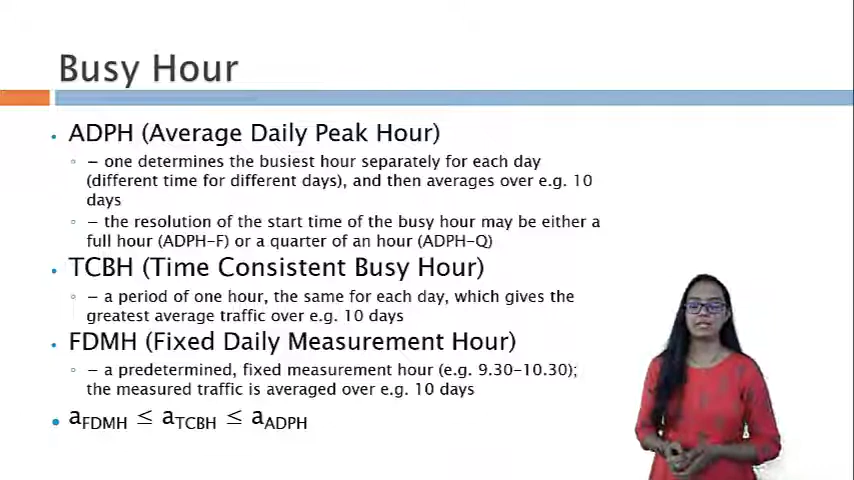 Busy Hour
• ADPH (Average Daily Peak Hour)
◦ – one determines the busiest hour separately for each day
(different time for different days), and then averages over e.g. 10
days
◦ – the resolution of the start time of the busy hour may be either a
full hour (ADPH-F) or a quarter of an hour (ADPH-Q)
• TCBH (Time Consistent Busy Hour)
◦ – a period of one hour, the same for each day, which gives the
greatest average traffic over e.g. 10 days
• FDMH (Fixed Daily Measurement Hour)
◦ – a predetermined, fixed measurement hour (e.g. 9.30-10.30);
the measured traffic is averaged over e.g. 10 days
• aFDMH ≤ aTCBH ≤ aADPH